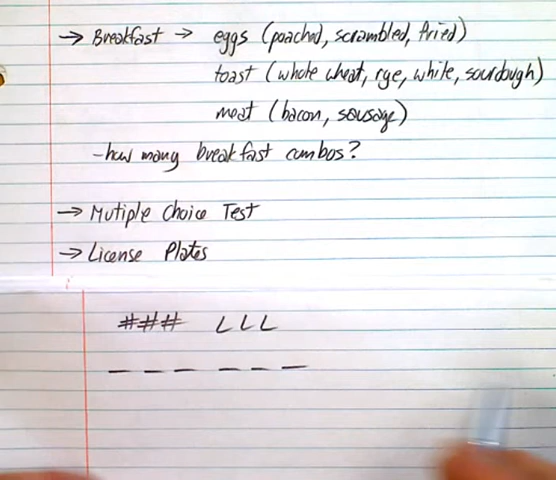 → Breakfast → eggs (poached, scrambled, fried)
toast (whole wheat, rye, white, sourdough)
meat (bacon, sausage)
- how many breakfast combos?
→ Mutiple Choice Test
→ License Plates
### LLL
_ _ _ _ _ _